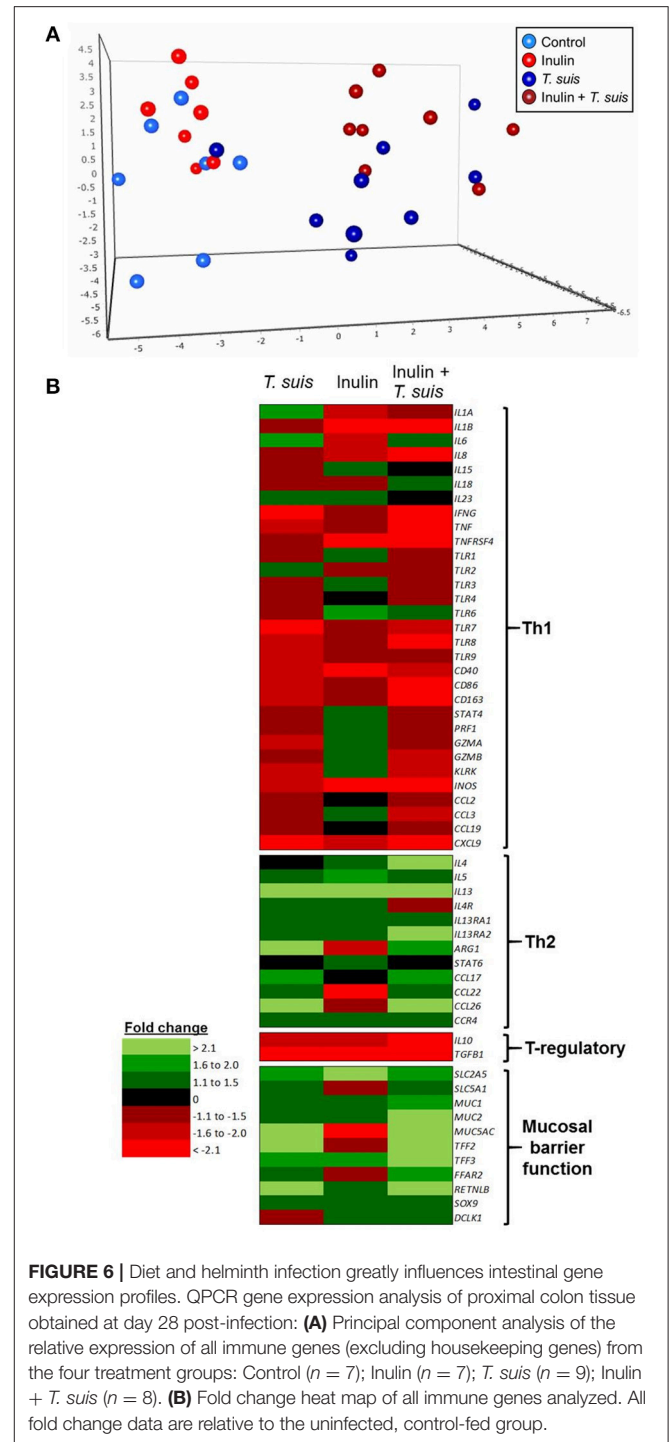 A
4.5
4
3.5
3
2.5
2
1.5
1
0.5
0
-0.5
-1
-1.5
-2
-2.5
-3
-3.5
-4
-4.5
-5
-5.5
-6
-5 -4 -3 -2 -1 0 1 2 3 4 5 6 7
-6.5
Control
Inulin
T. suis
Inulin + T. suis
B
T. suis Inulin Inulin +
T. suis
IL1A
IL1B
IL6
IL8
IL15
IL18
IL23
IFNG
TNF
TNFRSF4
TLR1
TLR2
TLR3
TLR4
TLR6
TLR7
TLR8
TLR9
CD40
CD86
CD163
STAT4
PRF1
GZMA
GZMB
KLRK
INOS
CCL2
CCL3
CCL19
CXCL9
Th1
IL4
IL5
IL13
IL4R
IL13RA1
IL13RA2
ARG1
STAT6
CCL17
CCL22
CCL26
CCR4
Th2
IL10
TGFB1
T-regulatory
SLC2A5
SLC5A1
MUC1
MUC2
MUC5AC
TFF2
TFF3
FFAR2
RETNLB
SOX9
DCLK1
Mucosal
barrier
function
Fold change
> 2.1
1.6 to 2.0
1.1 to 1.5
0
-1.1 to -1.5
-1.6 to -2.0
< -2.1
FIGURE 6 | Diet and helminth infection greatly influences intestinal gene
expression profiles. QPCR gene expression analysis of proximal colon tissue
obtained at day 28 post-infection: (A) Principal component analysis of the
relative expression of all immune genes (excluding housekeeping genes) from
the four treatment groups: Control (n = 7); Inulin (n = 7); T. suis (n = 9); Inulin
+ T. suis (n = 8). (B) Fold change heat map of all immune genes analyzed. All
fold change data are relative to the uninfected, control-fed group.